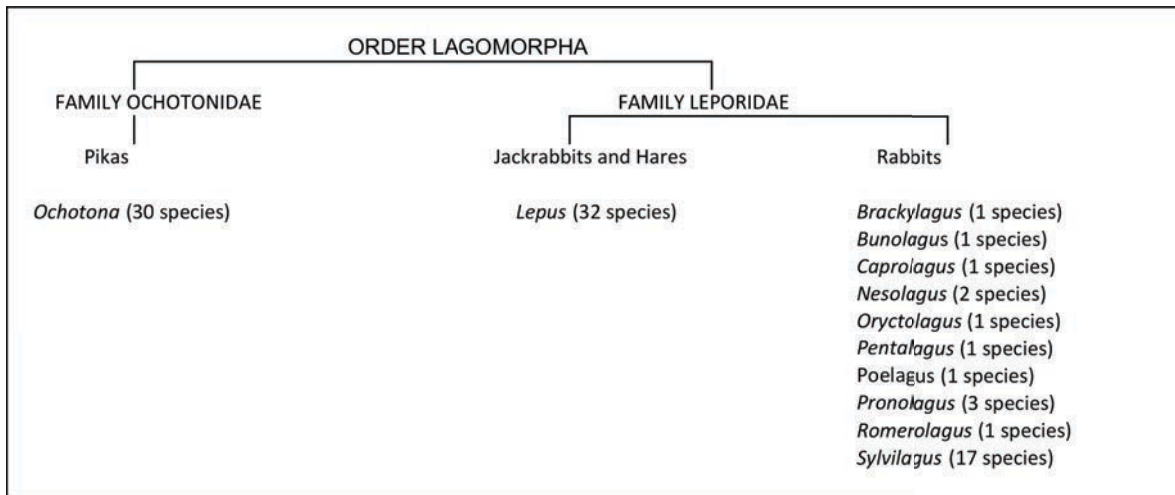 ORDER LAGOMORPHA
FAMILY OCHOTONIDAE
FAMILY LEPORIDAE
Pikas
Jackrabbits and Hares
Rabbits
Ochotona (30 species)
Lepus (32 species)
Brackylagus (1 species)
Bunolagus (1 species)
Caprolagus (1 species)
Nesolagus (2 species)
Oryctolagus (1 species)
Pentalagus (1 species)
Poelagus (1 species)
Pronolagus (3 species)
Romerolagus (1 species)
Sylvilagus (17 species)